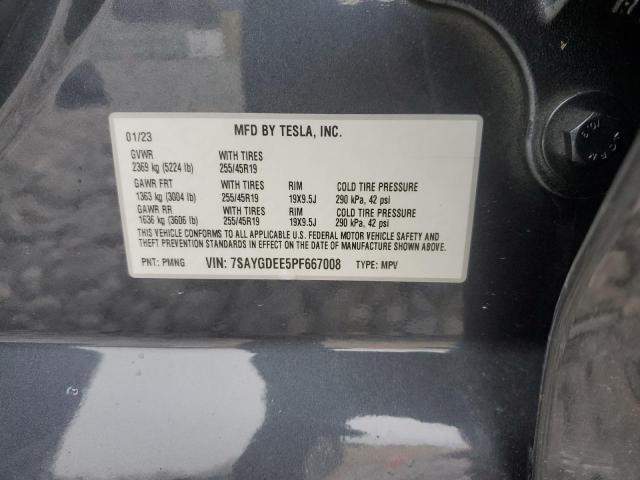 01/23 MFD BY TESLA, INC.
GVWR WITH TIRES
2369 kg (5224 lb) 255/45R19
GAWR FRT WITH TIRES RIM COLD TIRE PRESSURE
1363 kg (3004 lb) 255/45R19 19X9.5J 290 kPa, 42 psi
GAWR RR WITH TIRES RIM COLD TIRE PRESSURE
1636 kg (3606 lb) 255/45R19 19X9.5J 290 kPa, 42 psi
THIS VEHICLE CONFORMS TO ALL APPLICABLE U.S. FEDERAL MOTOR VEHICLE SAFETY AND
THEFT PREVENTION STANDARDS IN EFFECT ON THE DATE OF MANUFACTURE SHOWN ABOVE.
PNT: PMNG VIN: 7SAYGDEE5PF667008 TYPE: MPV
10.3